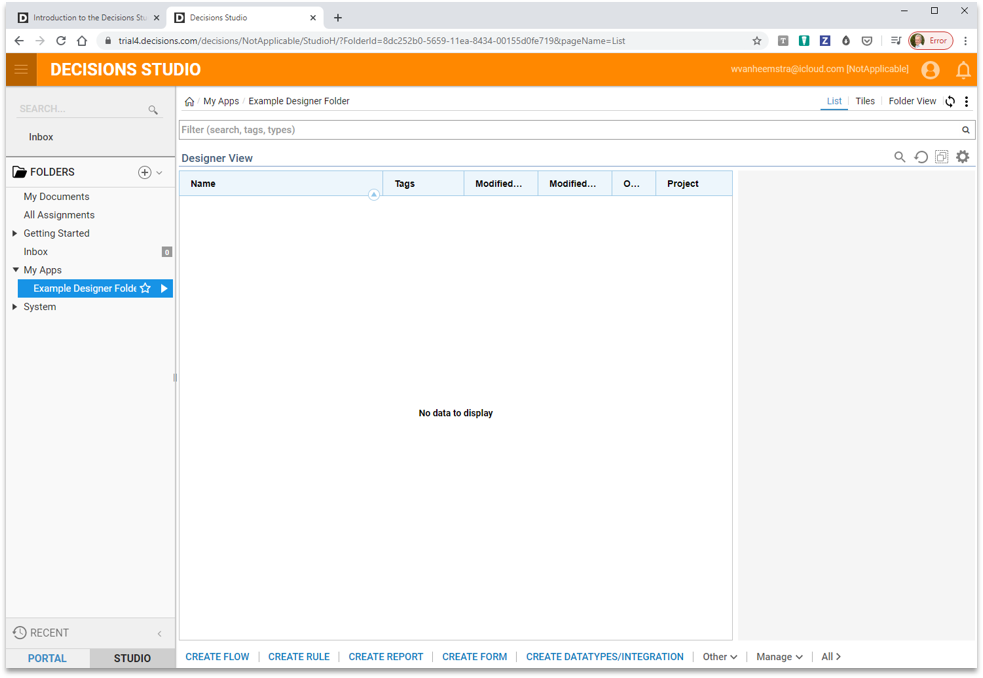 Introduction to the Decisions Stu
Decisions Studio
trial4.decisions.com/decisions/NotApplicable/StudioH/?FolderId=8dc252b0-5659-11ea-8434-00155d0fe719&pageName=List
Error
DECISIONS STUDIO
wvanheemstra@icloud.com [NotApplicable]
SEARCH...
Inbox
FOLDERS
My Documents
All Assignments
Getting Started
Inbox
0
My Apps
Example Designer Folde
System
RECENT
PORTAL
STUDIO
My Apps / Example Designer Folder
List
Tiles
Folder View
Filter (search, tags, types)
Designer View
Name
Tags
Modified...
Modified...
O...
Project
No data to display
CREATE FLOW
CREATE RULE
CREATE REPORT
CREATE FORM
CREATE DATATYPES/INTEGRATION
Other
Manage
All